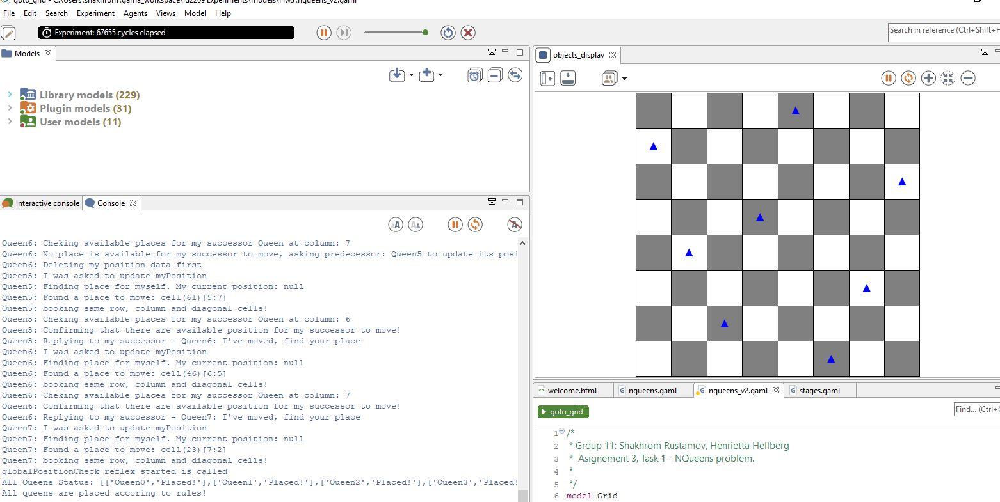 goto_grid - C:\Users\shakhrom\gama_workspace\id2209 Experiments\models\Hw3\nqueens_v2.gaml
File Edit Search Experiment Agents Views Model Help
Experiment: 67655 cycles elapsed
Search in reference (Ctrl+Shift+H
Models
Library models (229)
Plugin models (31)
User models (11)
Interactive console
Console
Queen6: Cheking available places for my successor Queen at column: 7
Queen6: No place is available for my successor to move, asking predecessor: Queen5 to update its posi
Queen6: Deleting my position data first
Queen5: I was asked to update myPosition
Queen5: Finding place for myself. My current position: null
Queen5: Found a place to move: cell(61)[5:7]
Queen5: booking same row, column and diagonal cells!
Queen5: Cheking available places for my successor Queen at column: 6
Queen5: Confirming that there are available position for my successor to move!
Queen5: Replying to my successor - Queen6: I've moved, find your place
Queen6: I was asked to update myPosition
Queen6: Finding place for myself. My current position: null
Queen6: Found a place to move: cell(46)[6:5]
Queen6: booking same row, column and diagonal cells!
Queen6: Cheking available places for my successor Queen at column: 7
Queen6: Confirming that there are available position for my successor to move!
Queen6: Replying to my successor - Queen7: I've moved, find your place
Queen7: I was asked to update myPosition
Queen7: Finding place for myself. My current position: null
Queen7: Found a place to move: cell(23)[7:2]
Queen7: booking same row, column and diagonal cells!
globalPositionCheck reflex started is called
All Queens Status: [['Queen0','Placed!'],['Queen1','Placed!'],['Queen2','Placed!'],['Queen3','Placed!
All queens are placed accoring to rules!
objects_display
welcome.html
nqueens.gaml
nqueens_v2.gaml
stages.gaml
goto_grid
Find... (Ctrl+
1 /*
2 * Group 11: Shakhrom Rustamov, Henrietta Hellberg
3 * Asignement 3, Task 1 - NQueens problem.
4 *
5 */
6 model Grid